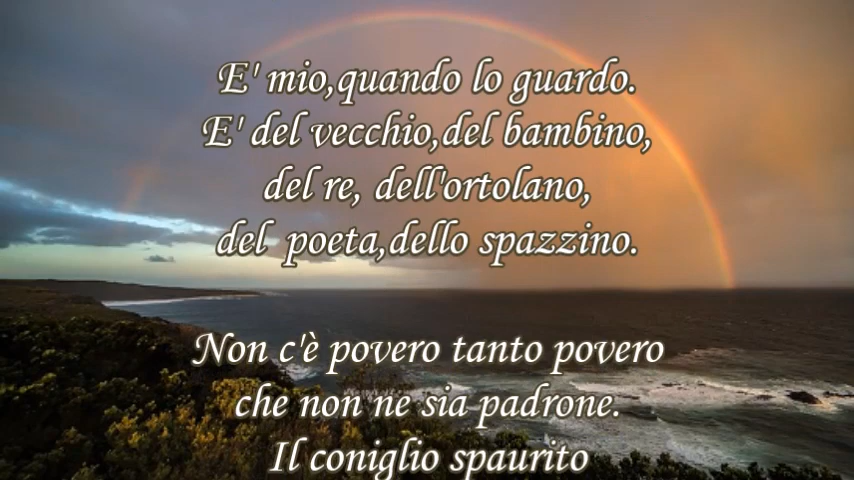 E' mio,quando lo guardo.
E' del vecchio,del bambino,
del re, dell'ortolano,
del poeta,dello spazzino.
Non c'è povero tanto povero
che non ne sia padrone.
Il coniglio spaurito